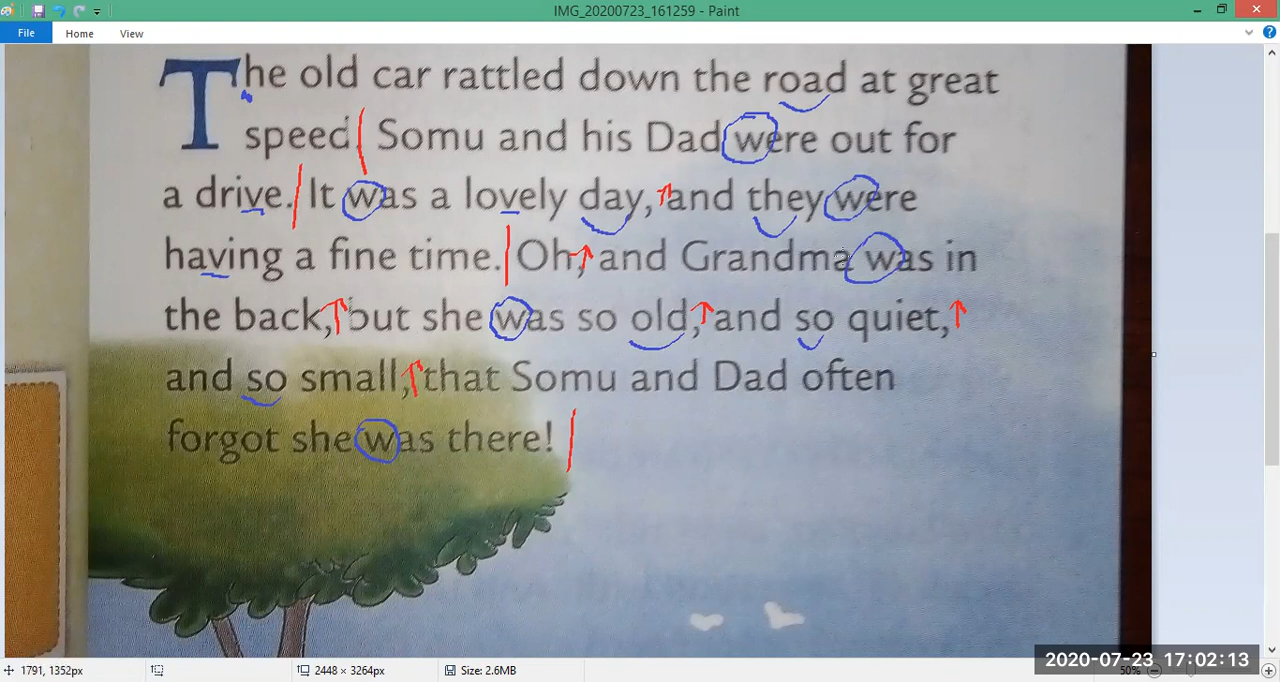 IMG_20200723_161259 - Paint
File Home View
The old car rattled down the road at great
speed. Somu and his Dad were out for
a drive. It was a lovely day, and they were
having a fine time. Oh, and Grandma was in
the back, but she was so old, and so quiet,
and so small, that Somu and Dad often
forgot she was there!
2020-07-23 17:02:13
1791, 1352px 2448 × 3264px Size: 2.6MB 50%